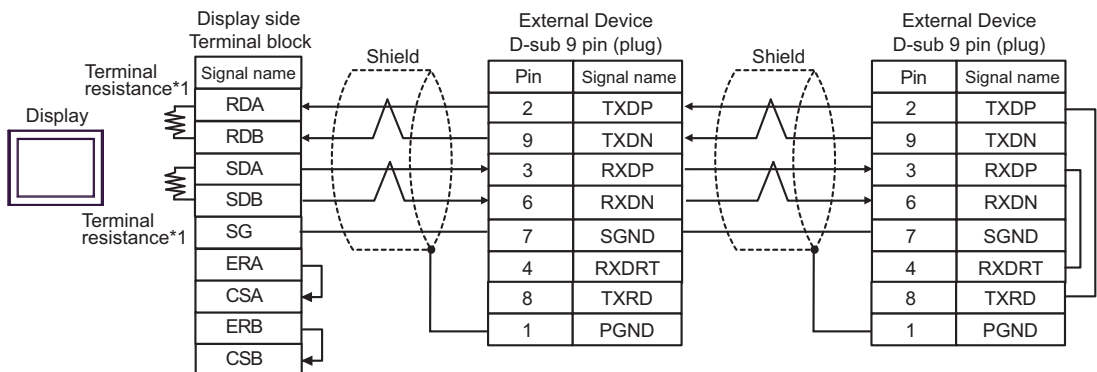 Display side
Terminal block
External Device
D-sub 9 pin (plug)
External Device
D-sub 9 pin (plug)
Shield
Shield
Terminal
resistance*1
Display
Terminal
resistance*1
Signal name
RDA
RDB
SDA
SDB
SG
ERA
CSA
ERB
CSB
Pin Signal name
2 TXDP
9 TXDN
3 RXDP
6 RXDN
7 SGND
4 RXDRT
8 TXRD
1 PGND
Pin Signal name
2 TXDP
9 TXDN
3 RXDP
6 RXDN
7 SGND
4 RXDRT
8 TXRD
1 PGND